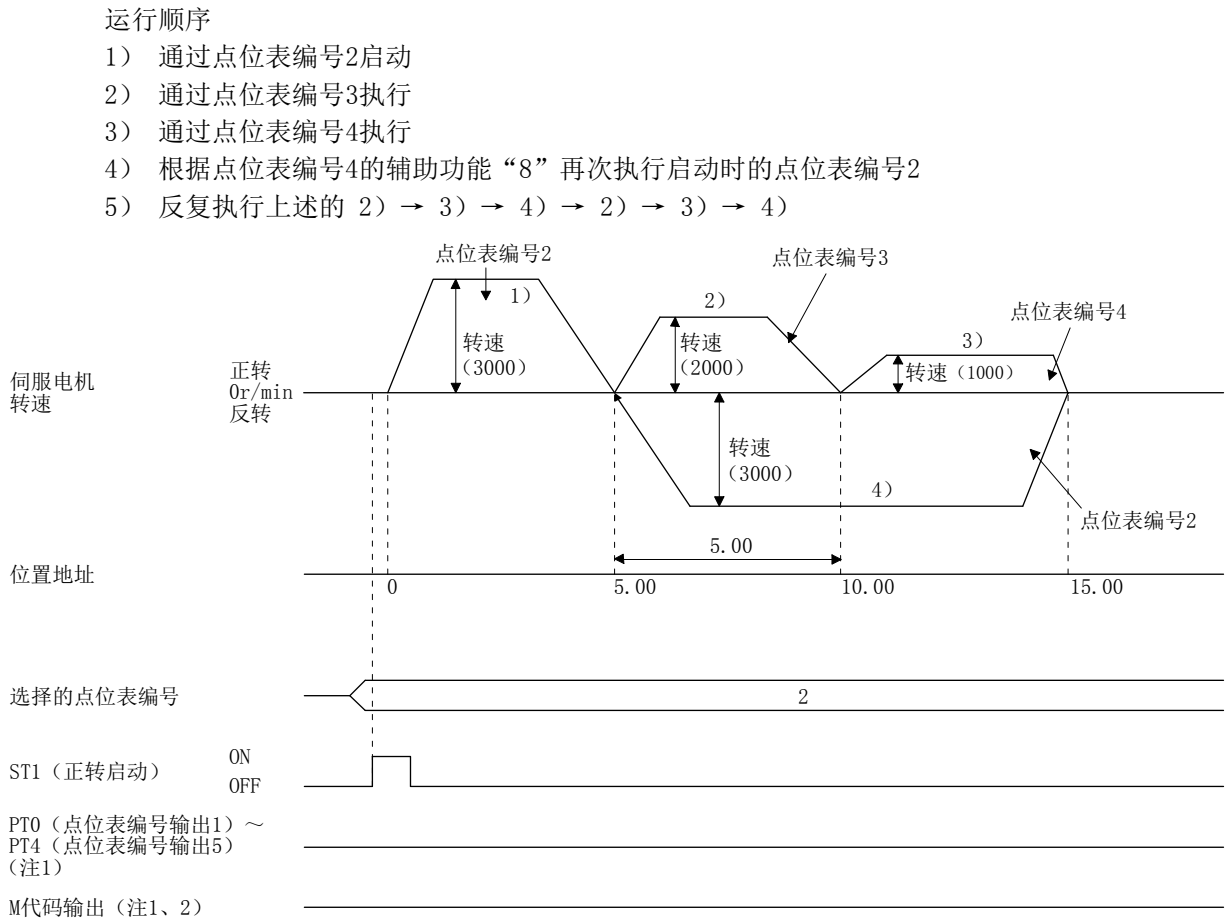 运行顺序
1） 通过点位表编号2启动
2） 通过点位表编号3执行
3） 通过点位表编号4执行
4） 根据点位表编号4的辅助功能“8”再次执行启动时的点位表编号2
5） 反复执行上述的 2）→ 3）→ 4）→ 2）→ 3）→ 4）
点位表编号2
点位表编号3
点位表编号4
1）
2）
3）
转速
（3000）
转速
（2000）
转速（1000）
伺服电机
转速
正转
0r/min
反转
转速
（3000）
4）
点位表编号2
5.00
位置地址
0
5.00
10.00
15.00
选择的点位表编号
2
ST1（正转启动）
ON
OFF
PT0（点位表编号输出1）～
PT4（点位表编号输出5）
（注1）
M代码输出（注1、2）